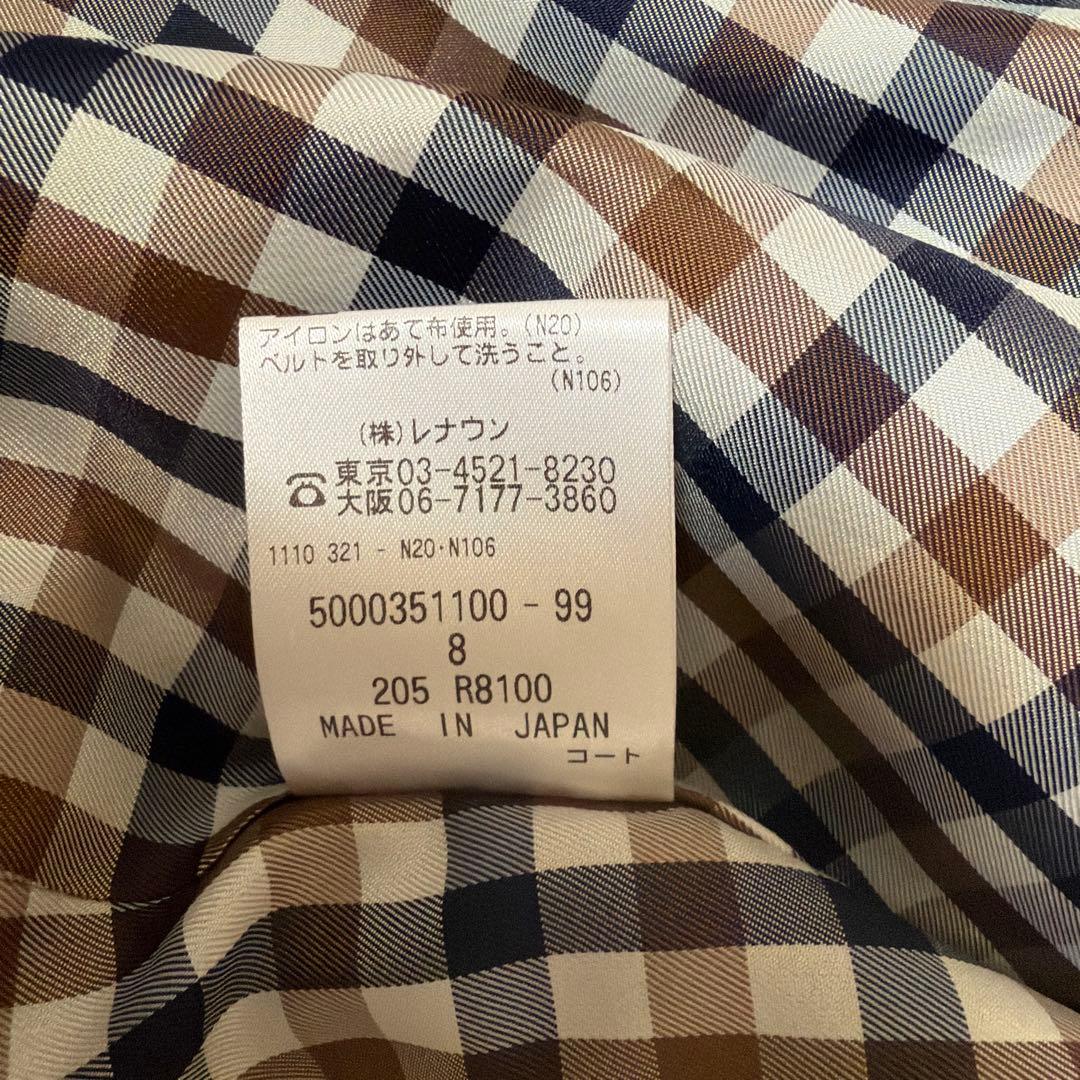 アイロンはあて布使用。(N20)
ベルトを取り外して洗うこと。
(N106)
(株)レナウン
☎ 東京03-4521-8230
大阪06-7177-3860
1110 321 - N20･N106
5000351100 - 99
8
205 R8100
MADE IN JAPAN
コート